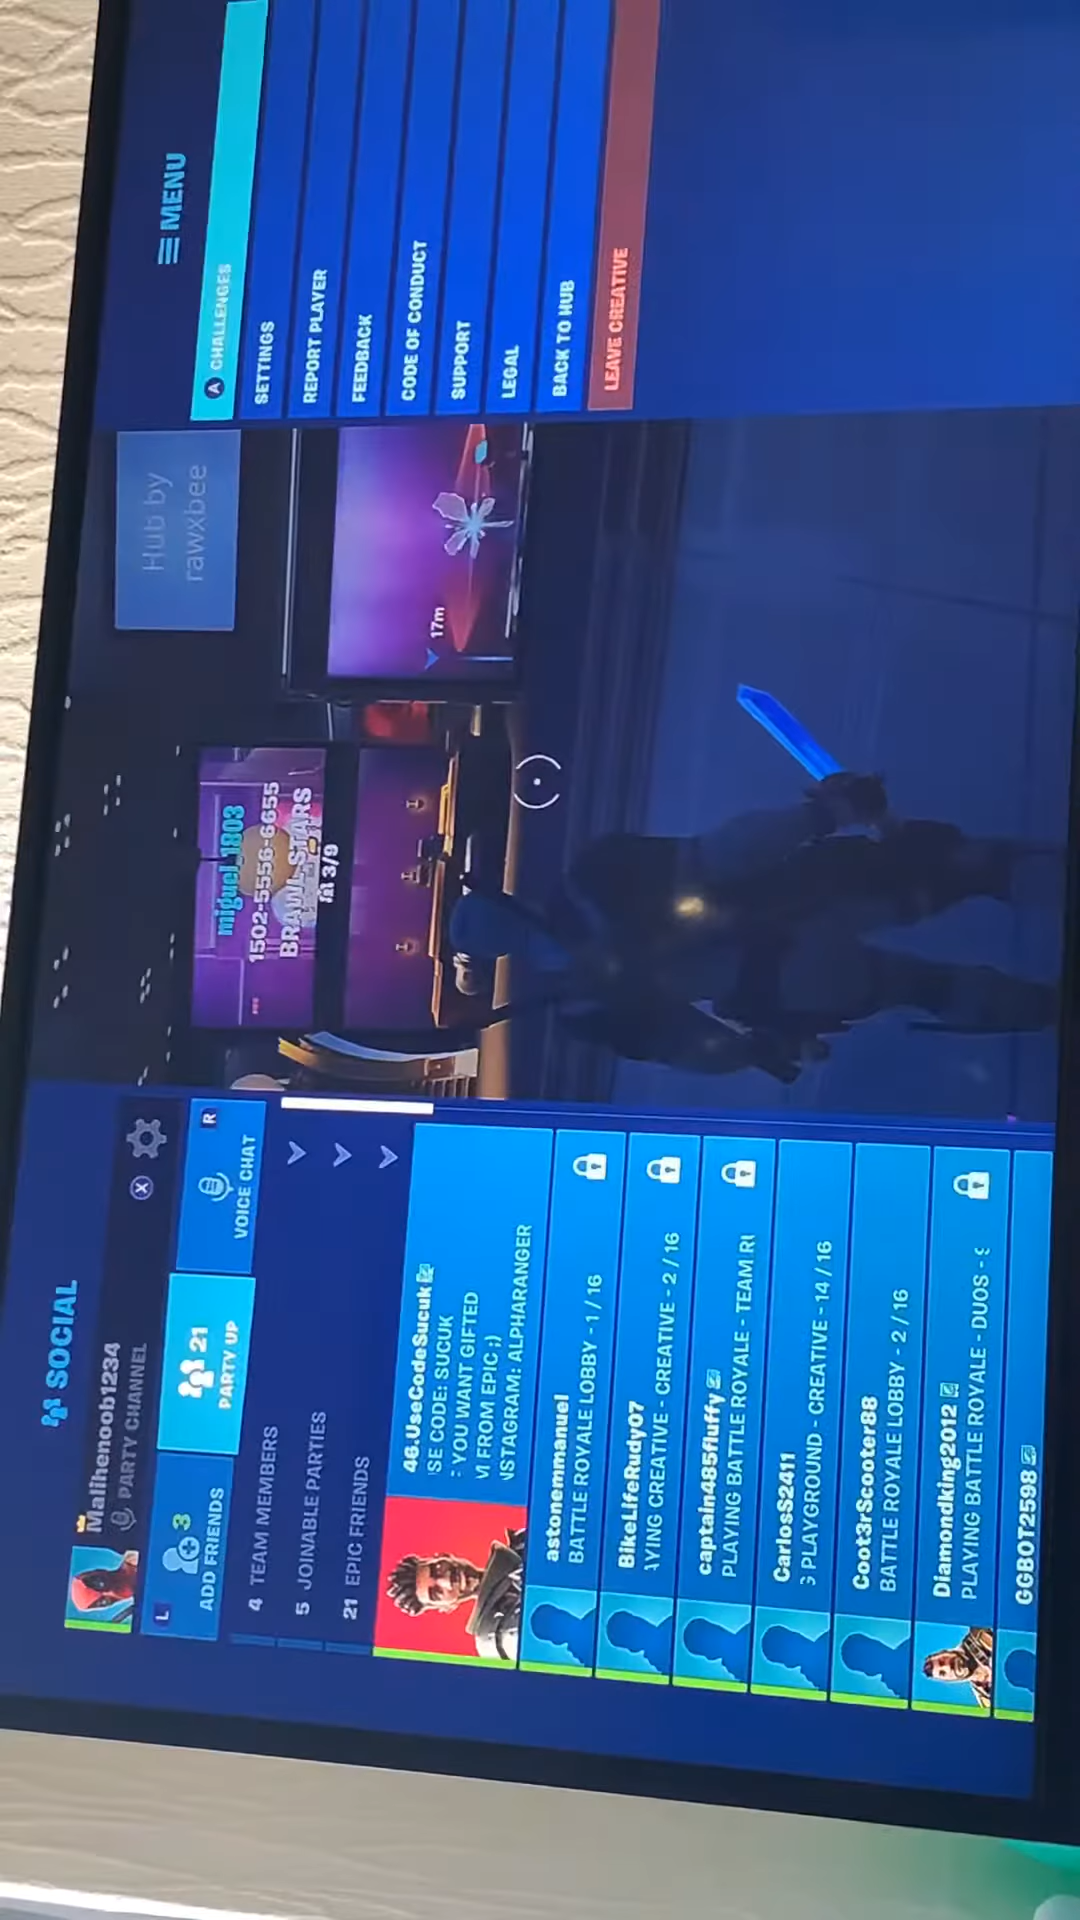 SOCIAL
Malihenoob1234
PARTY CHANNEL
X
L
3
ADD FRIENDS
21
PARTY UP
R
VOICE CHAT
4 TEAM MEMBERS
5 JOINABLE PARTIES
21 EPIC FRIENDS
46.UseCodeSucuk
SE CODE: SUCUK
: YOU WANT GIFTED
FROM EPIC ;)
NSTAGRAM: ALPHARANGER
astonemmanuel
BATTLE ROYALE LOBBY - 1 / 16
BikeLifeRudy07
YING CREATIVE - CREATIVE - 2 / 16
captain485fluffy
PLAYING BATTLE ROYALE - TEAM RU
CarlosS2411
PLAYGROUND - CREATIVE - 14 / 16
Coot3rScooter88
BATTLE ROYALE LOBBY - 2 / 16
Diamondking2012
PLAYING BATTLE ROYALE - DUOS -
GGBOT2598
miguel_1803
1502-5556-6655
BRAWL STARS
3/9
17m
Hub by
rawxbee
MENU
A CHALLENGES
SETTINGS
REPORT PLAYER
FEEDBACK
CODE OF CONDUCT
SUPPORT
LEGAL
BACK TO HUB
LEAVE CREATIVE